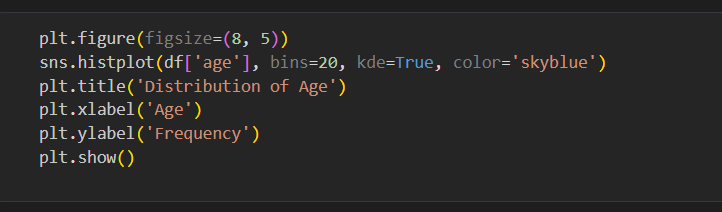 plt.figure(figsize=(8, 5))
sns.histplot(df['age'], bins=20, kde=True, color='skyblue')
plt.title('Distribution of Age')
plt.xlabel('Age')
plt.ylabel('Frequency')
plt.show()